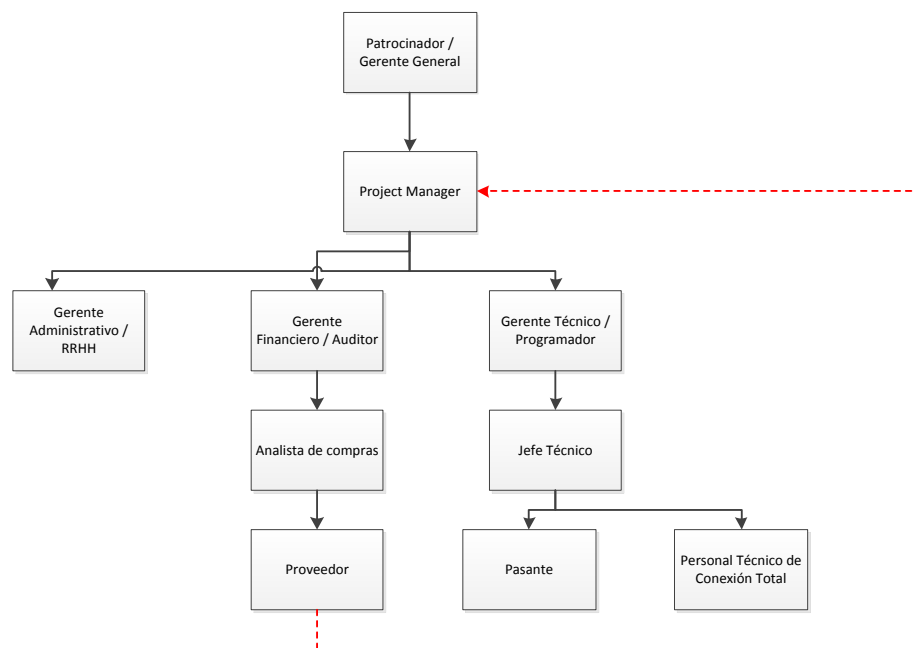 Patrocinador /
Gerente General
Project Manager
Gerente
Administrativo /
RRHH
Gerente
Financiero / Auditor
Gerente Técnico /
Programador
Analista de compras
Jefe Técnico
Proveedor
Pasante
Personal Técnico de
Conexión Total